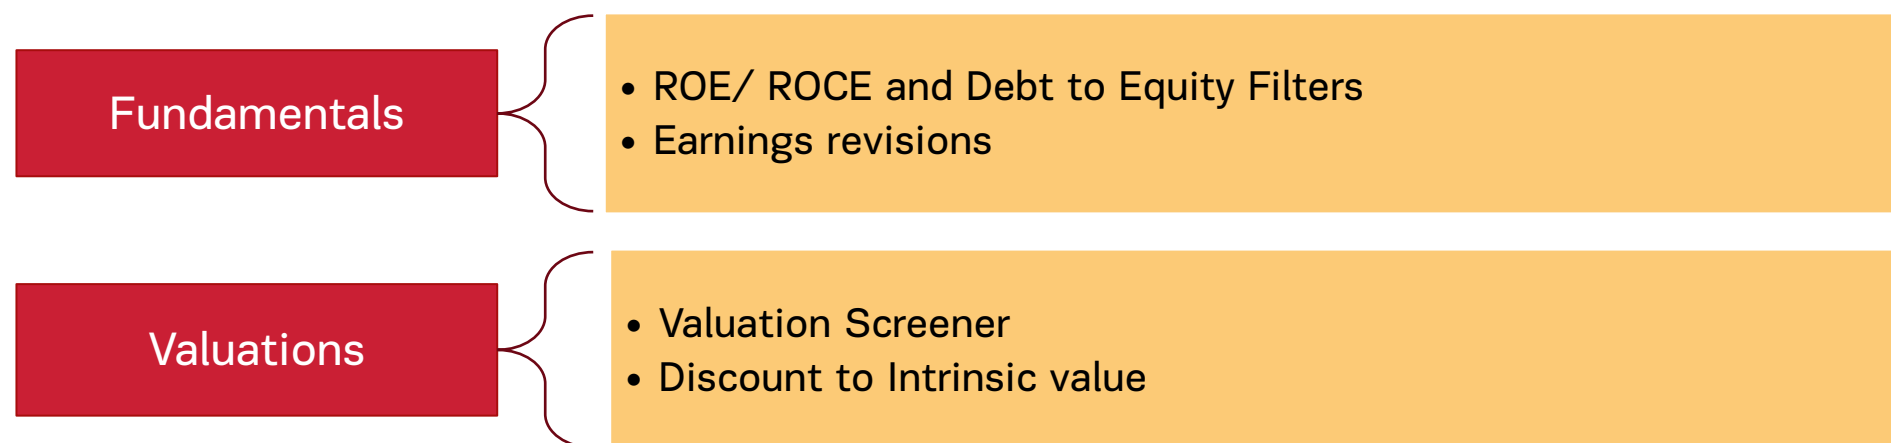 Fundamentals
• ROE/ ROCE and Debt to Equity Filters
• Earnings revisions
Valuations
• Valuation Screener
• Discount to Intrinsic value